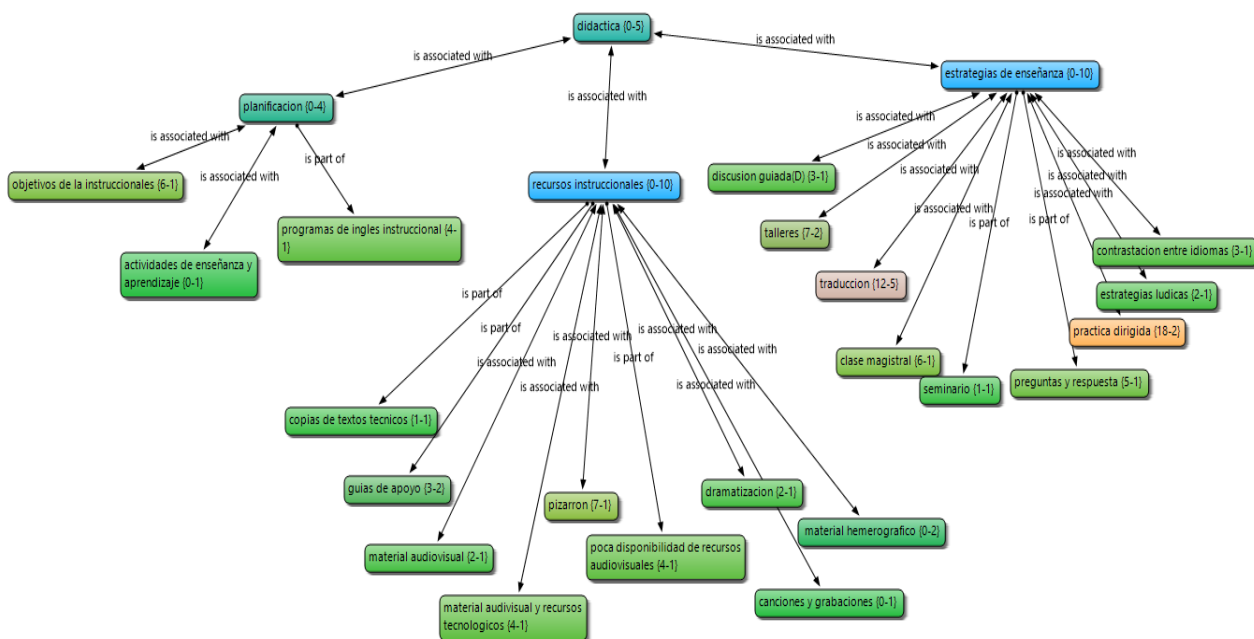 didactica {0-5}
is associated with
is associated with
estrategias de enseñanza {0-10}
is associated with
planificacion {0-4}
is associated with
is part of
is associated with
objetivos de la instruccionales {6-1}
programas de ingles instruccional {4-
1}
actividades de enseñanza y
aprendizaje {0-1}
recursos instruccionales {0-10}
is associated with
is associated with
is associated with
is associated with
is part of
is part of
is associated with
is associated with
is associated with
discusion guiada(D) {3-1}
talleres {7-2}
traduccion {12-5}
clase magistral {6-1}
seminario {1-1}
preguntas y respuesta {5-1}
practica dirigida {18-2}
estrategias ludicas {2-1}
contrastacion entre idiomas {3-1}
is part of
is part of
is associated with
is associated with
is associated with
is part of
is associated with
is associated with
is associated with
copias de textos tecnicos {1-1}
guias de apoyo {3-2}
material audiovisual {2-1}
material audivisual y recursos
tecnologicos {4-1}
pizarron {7-1}
poca disponibilidad de recursos
audiovisuales {4-1}
dramatizacion {2-1}
material hemerografico {0-2}
canciones y grabaciones {0-1}